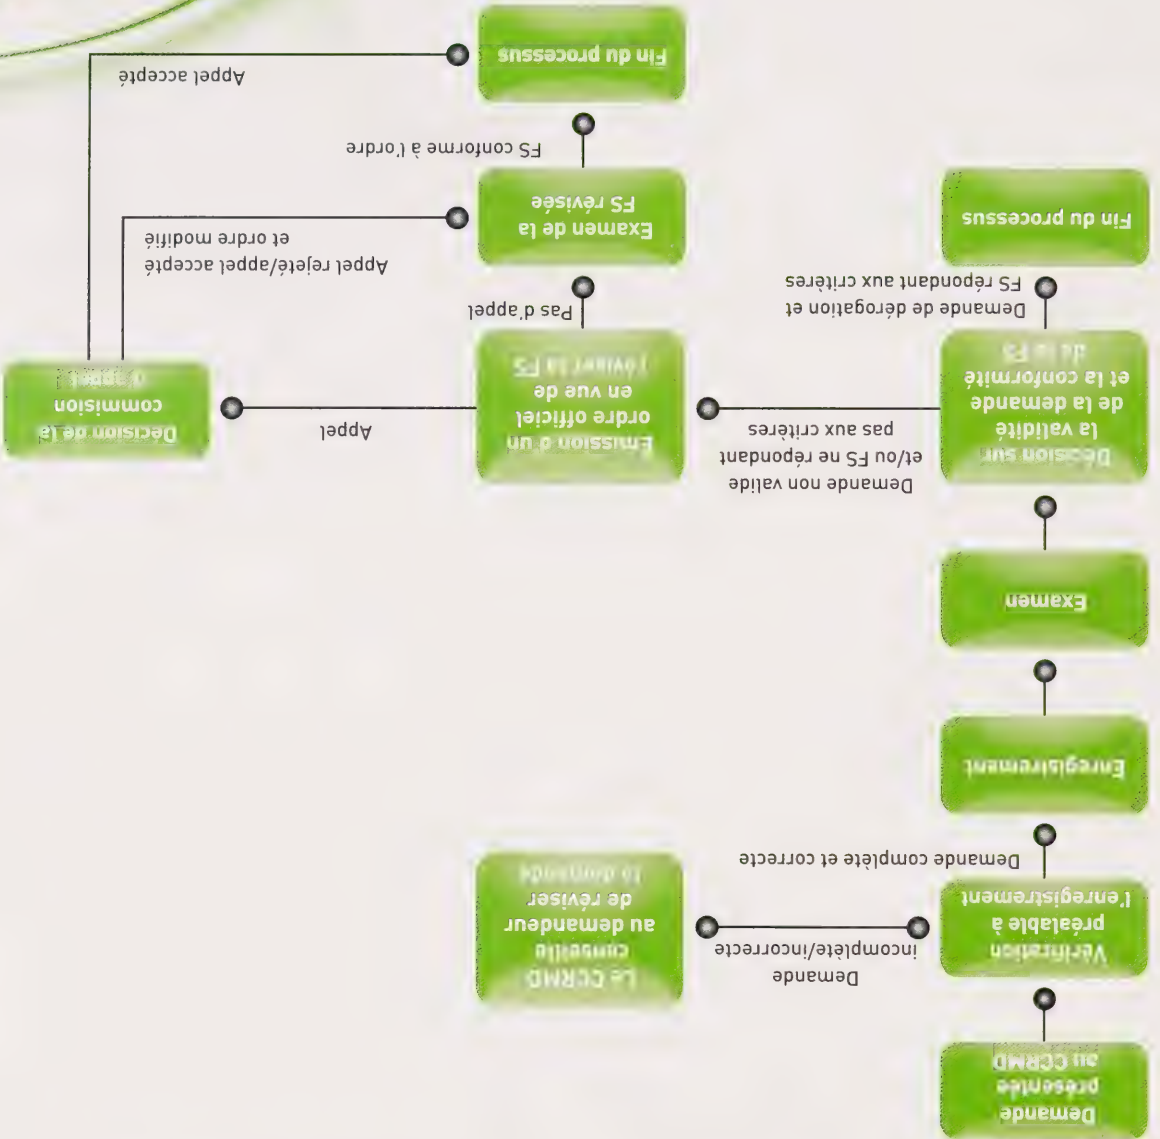 Demande
présentée
au CCRMD
Vérification
préalable à
l'enregistrement
Demande
incomplète/incorrecte
Le CCRMD
conseille
au demandeur
de réviser
la demande
Demande complète et correcte
Enregistrement
Examen
Décision sur
la validité
de la demande
et la conformité
de la FS
Demande non valide
et/ou FS ne répondant
pas aux critères
Émission d'un
ordre officiel
en vue de
réviser la FS
Appel
Décision de la
commision
d'appel
Demande de dérogation et
FS répondant aux critères
Fin du processus
Pas d'appel
Examen de la
FS révisée
Appel rejeté/appel accepté
et ordre modifié
FS conforme à l'ordre
Fin du processus
Appel accepté